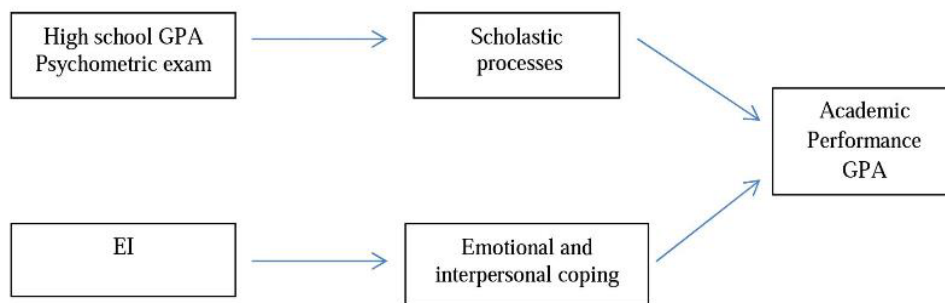 High school GPA
Psychometric exam
Scholastic
processes
Academic
Performance
GPA
EI
Emotional and
interpersonal coping